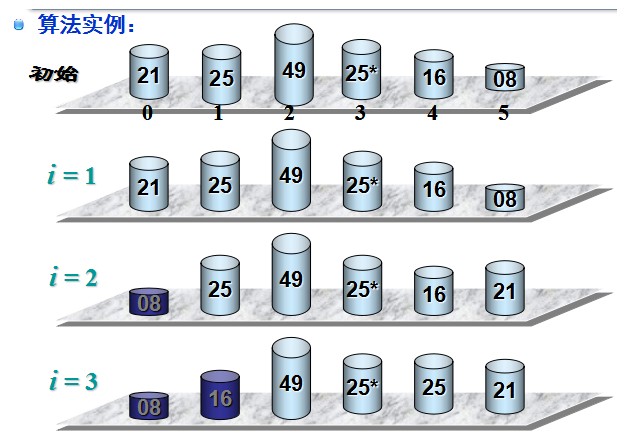 算法实例：
初始 21 25 49 25* 16 08
0 1 2 3 4 5
i = 1 21 25 49 25* 16 08
i = 2 08 25 49 25* 16 21
i = 3 08 16 49 25* 25 21